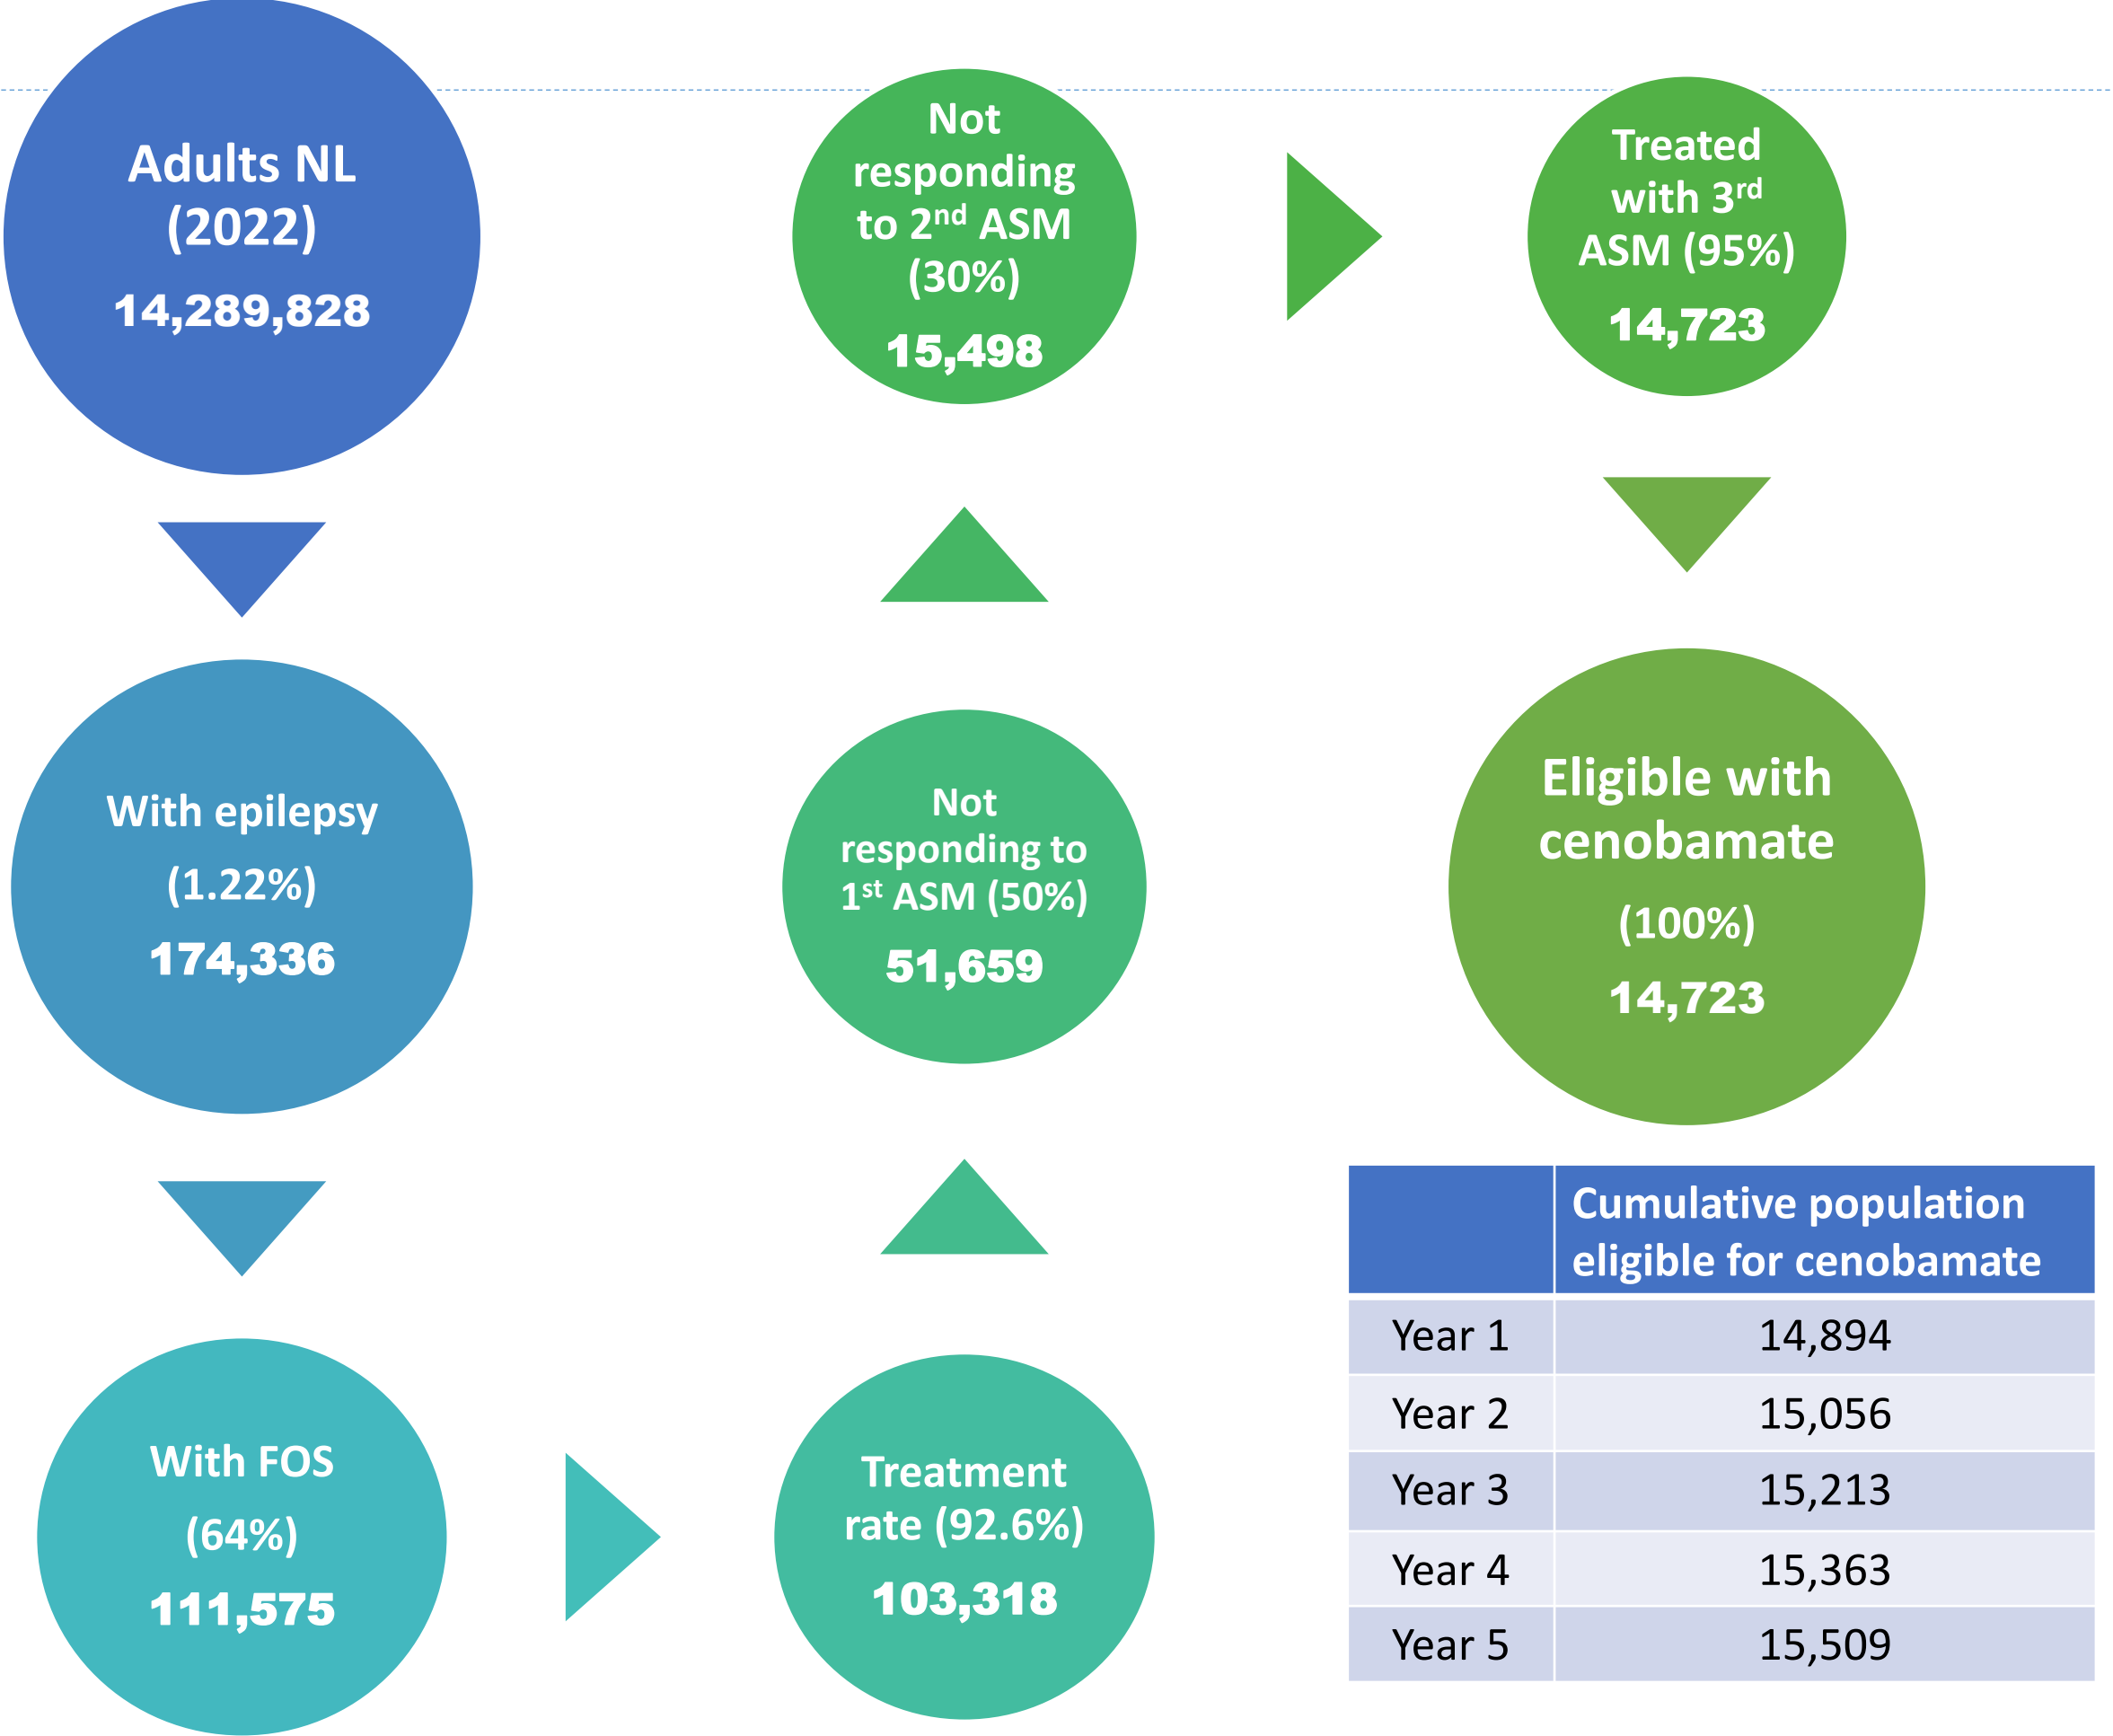 Adults NL
(2022)
14,289,828
With epilepsy
(1.22%)
174,336
With FOS
(64%)
111,575
Treatment
rate (92.6%)
103,318
Not
responding to
1st ASM (50%)
51,659
Not
responding
to 2nd ASM
(30%)
15,498
Treated
with 3rd
ASM (95%)
14,723
Eligible with
cenobamate
(100%)
14,723
Cumulative population
eligible for cenobamate
Year 1 14,894
Year 2 15,056
Year 3 15,213
Year 4 15,363
Year 5 15,509